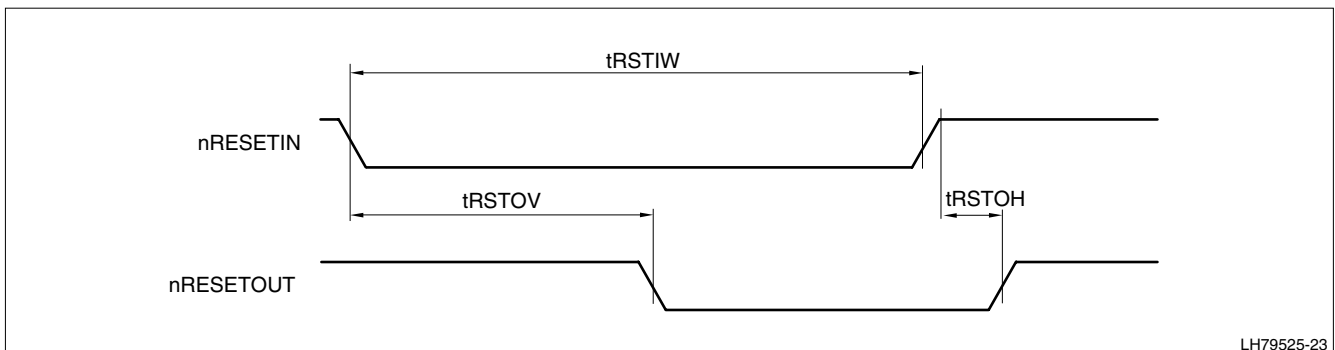 tRSTIW
nRESETIN
tRSTOV
tRSTOH
nRESETOUT
LH79525-23